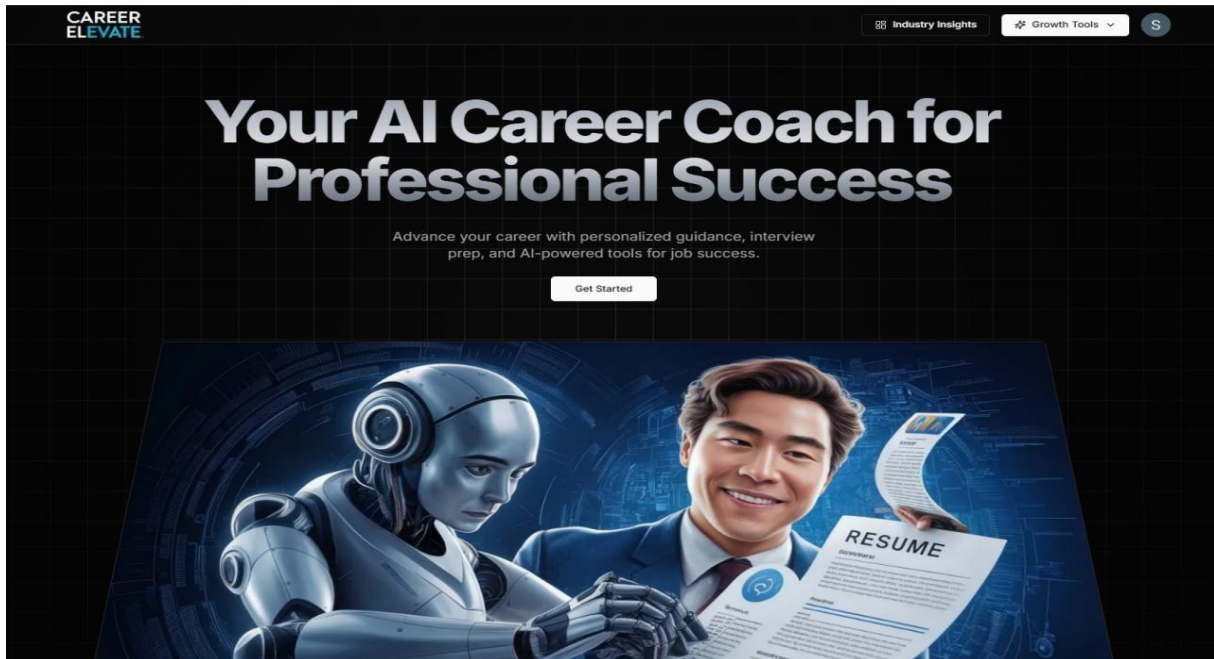 CAREER
ELEVATE
Industry Insights
Growth Tools
S
Your AI Career Coach for
Professional Success
Advance your career with personalized guidance, interview
prep, and AI-powered tools for job success.
Get Started
RESUME